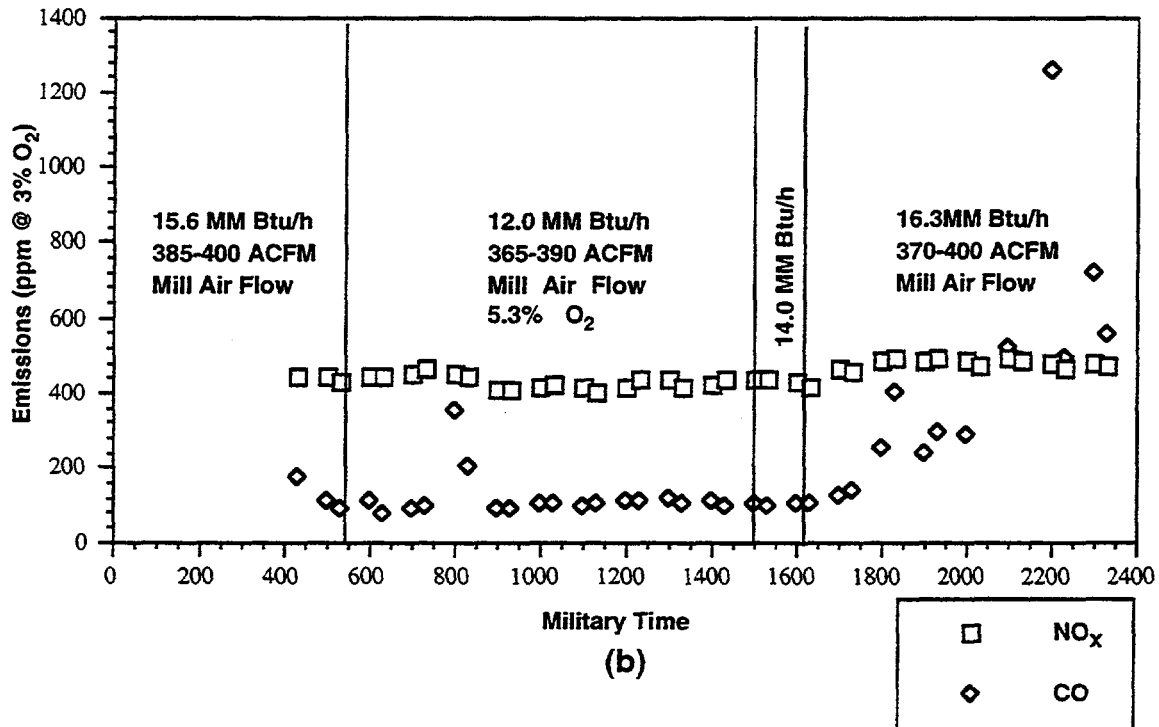 1400
1200
1000
800
600
400
200
0
Emissions (ppm @ 3% O₂)
15.6 MM Btu/h
385-400 ACFM
Mill Air Flow
12.0 MM Btu/h
365-390 ACFM
Mill Air Flow
5.3% O₂
14.0 MM Btu/h
16.3MM Btu/h
370-400 ACFM
Mill Air Flow
0 200 400 600 800 1000 1200 1400 1600 1800 2000 2200 2400
Military Time
(b)
NOₓ
CO